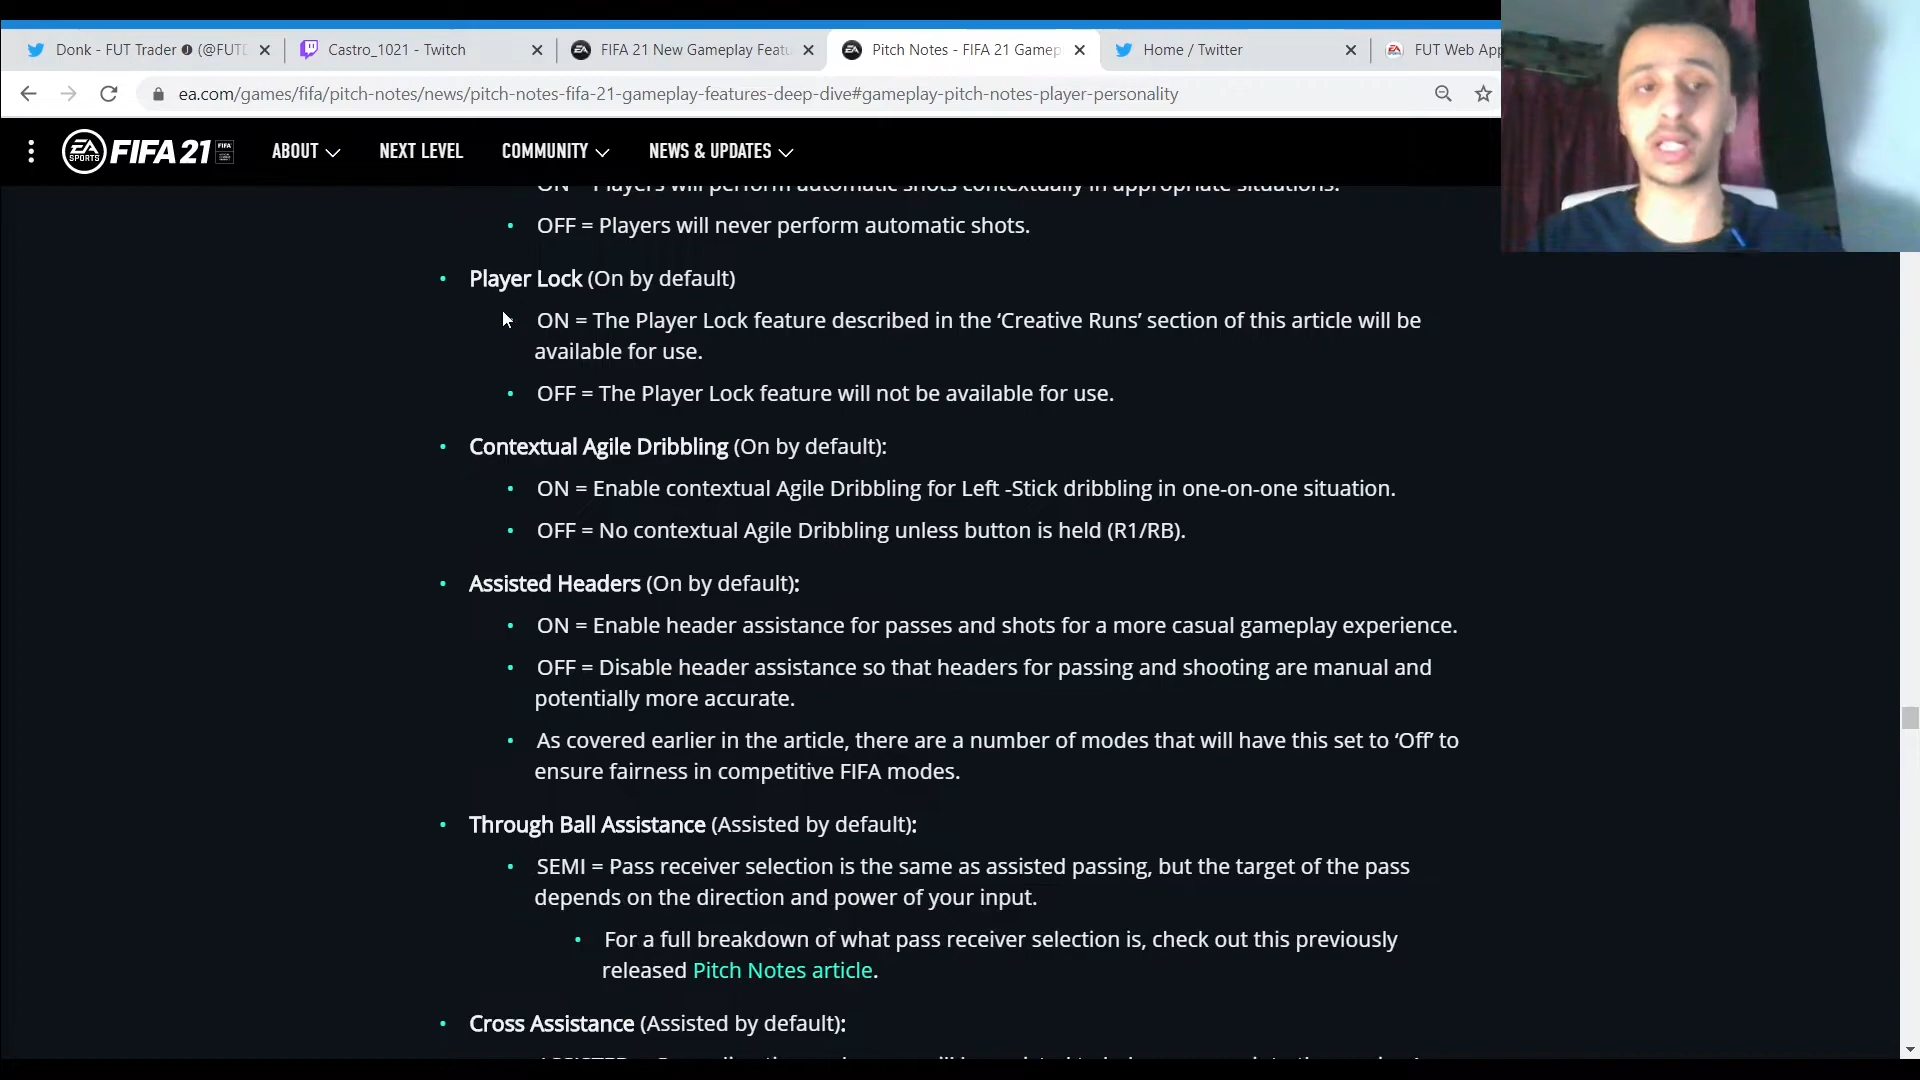 Donk - FUT Trader
Castro_1021 - Twitch
FIFA 21 New Gameplay Featu
Pitch Notes - FIFA 21 Gamep
Home / Twitter
FUT Web App
ea.com/games/fifa/pitch-notes/news/pitch-notes-fifa-21-gameplay-features-deep-dive#gameplay-pitch-notes-player-personality
EA SPORTS FIFA 21
ABOUT
NEXT LEVEL
COMMUNITY
NEWS & UPDATES
ON = Players will perform automatic shots contextually in appropriate situations.
OFF = Players will never perform automatic shots.
Player Lock (On by default)
ON = The Player Lock feature described in the ‘Creative Runs’ section of this article will be
available for use.
OFF = The Player Lock feature will not be available for use.
Contextual Agile Dribbling (On by default):
ON = Enable contextual Agile Dribbling for Left -Stick dribbling in one-on-one situation.
OFF = No contextual Agile Dribbling unless button is held (R1/RB).
Assisted Headers (On by default):
ON = Enable header assistance for passes and shots for a more casual gameplay experience.
OFF = Disable header assistance so that headers for passing and shooting are manual and
potentially more accurate.
As covered earlier in the article, there are a number of modes that will have this set to ‘Off’ to
ensure fairness in competitive FIFA modes.
Through Ball Assistance (Assisted by default):
SEMI = Pass receiver selection is the same as assisted passing, but the target of the pass
depends on the direction and power of your input.
For a full breakdown of what pass receiver selection is, check out this previously
released Pitch Notes article.
Cross Assistance (Assisted by default):